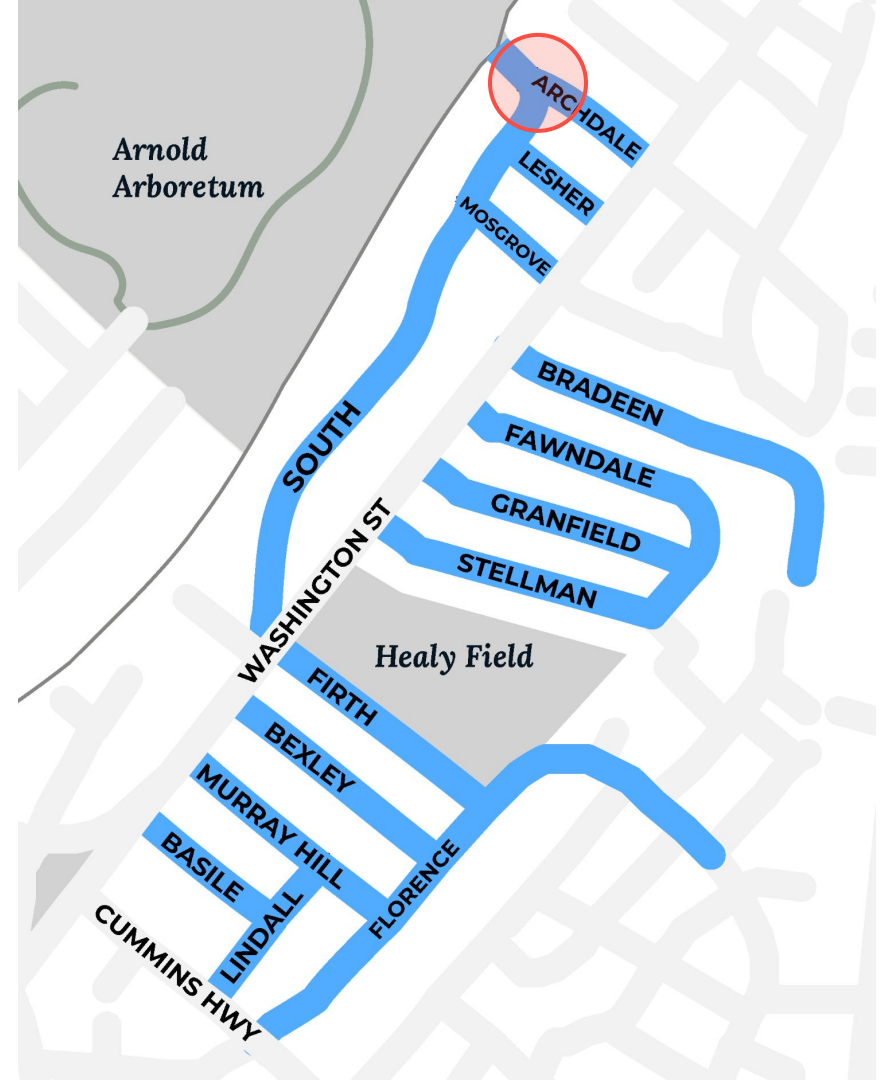 ARCHDALE
Arnold
Arboretum
LESHER
MOSGROVE
BRADEEN
SOUTH
FAWNDALE
GRANFIELD
WASHINGTON ST
STELLMAN
Healy Field
FIRTH
BEXLEY
MURRAY HILL
BASILE
FLORENCE
LINDALL
CUMMINS HWY